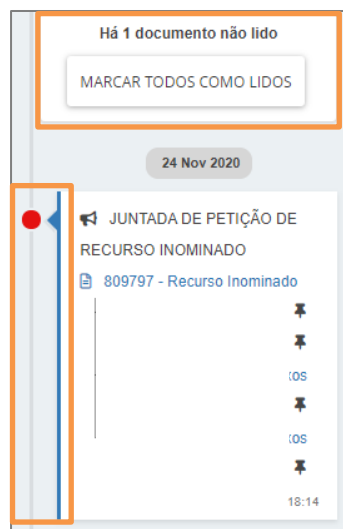 Há 1 documento não lido
MARCAR TODOS COMO LIDOS
24 Nov 2020
JUNTADA DE PETIÇÃO DE
RECURSO INOMINADO
809797 - Recurso Inominado
18:14